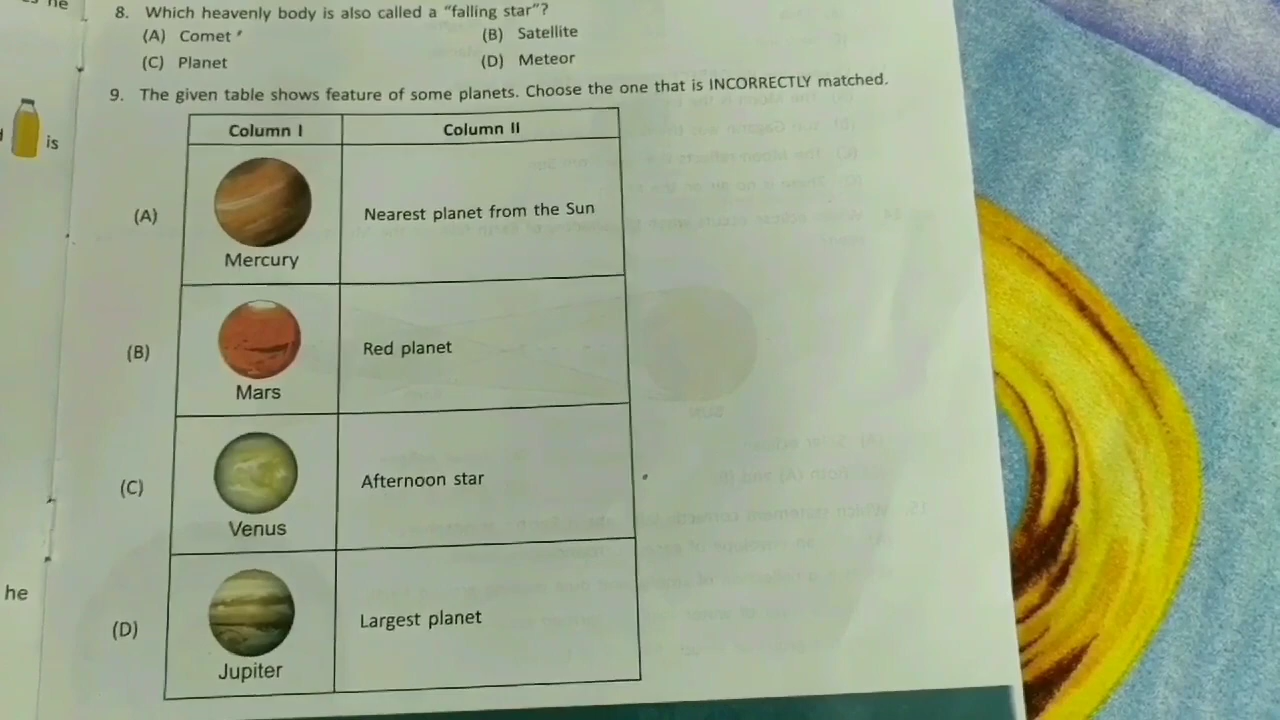 8. Which heavenly body is also called a “falling star”?
(A) Comet (B) Satellite
(C) Planet (D) Meteor
9. The given table shows feature of some planets. Choose the one that is INCORRECTLY matched.
is
Column I Column II
(A) Nearest planet from the Sun
Mercury
(B) Red planet
Mars
(C) Afternoon star
Venus
he
(D) Largest planet
Jupiter